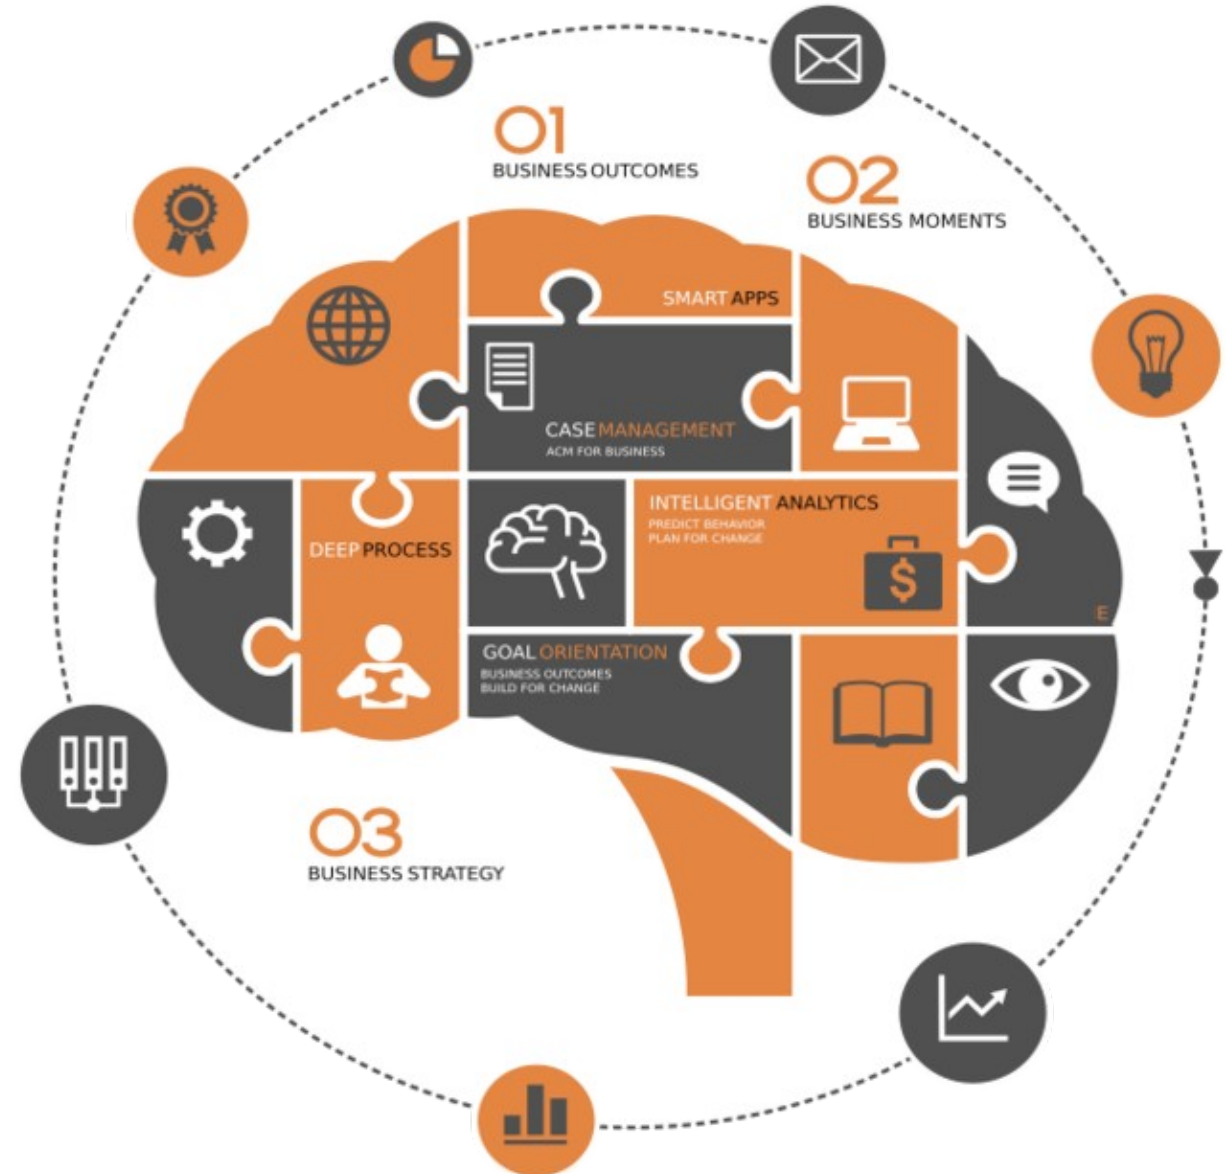 01
BUSINESS OUTCOMES
02
BUSINESS MOMENTS
SMART APPS
CASE MANAGEMENT
ACM FOR BUSINESS
INTELLIGENT ANALYTICS
PREDICT BEHAVIOR
PLAN FOR CHANGE
$
DEEP PROCESS
E
GOAL ORIENTATION
BUSINESS OUTCOMES
BUILD FOR CHANGE
03
BUSINESS STRATEGY